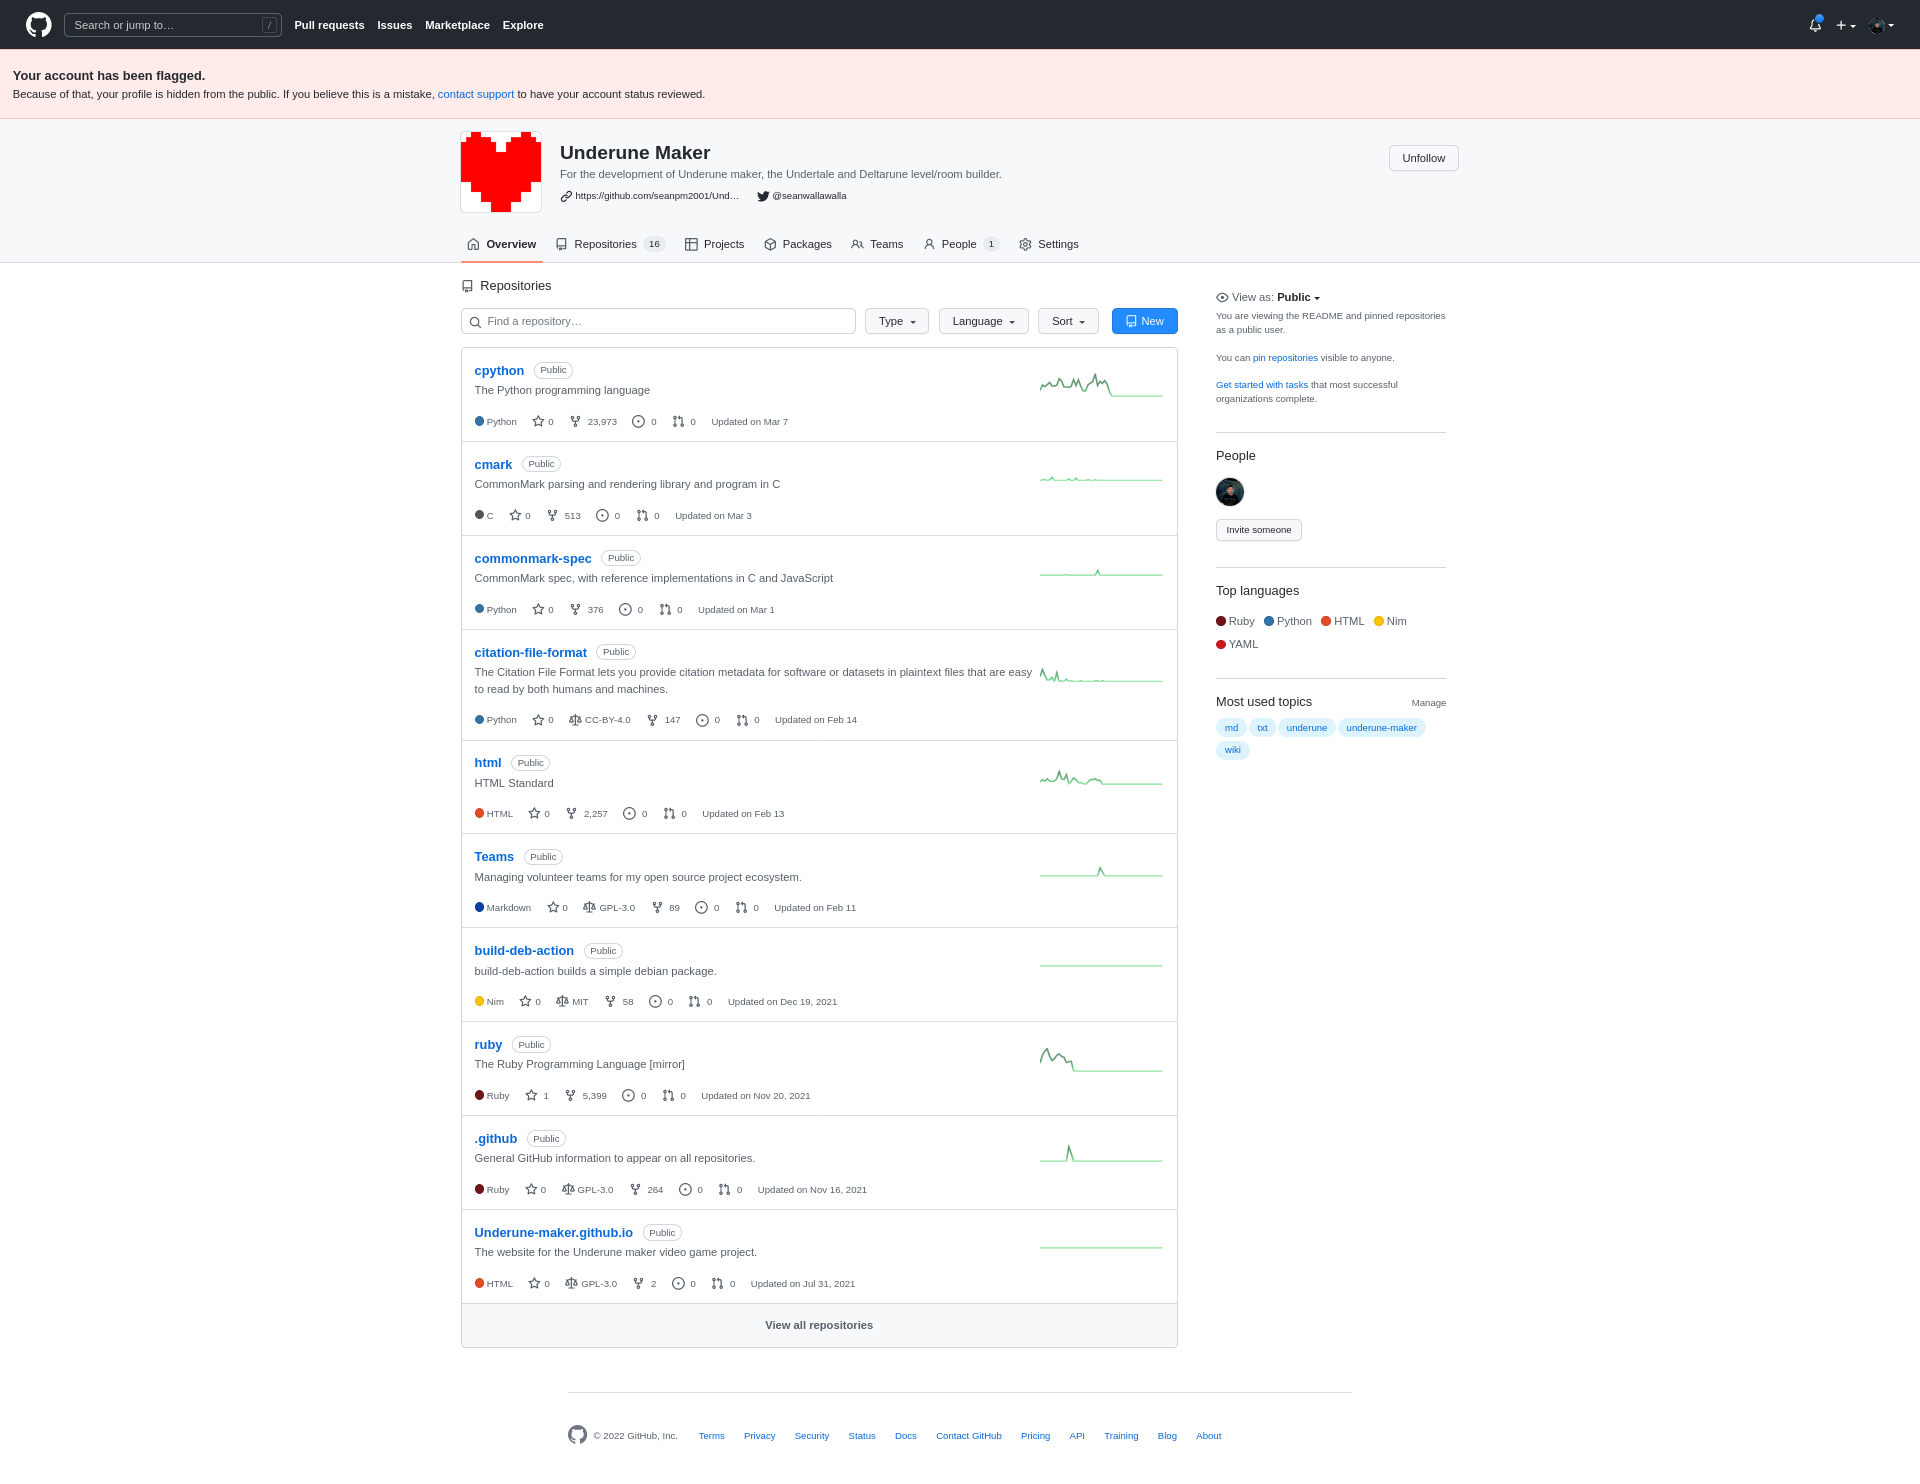 Search or jump to… /
Pull requests Issues Marketplace Explore
Your account has been flagged.
Because of that, your profile is hidden from the public. If you believe this is a mistake, contact support to have your account status reviewed.
Underune Maker
Unfollow
For the development of Underune maker, the Undertale and Deltarune level/room builder.
https://github.com/seanpm2001/Und… @seanwallawalla
Overview Repositories 16 Projects Packages Teams People 1 Settings
Repositories
Find a repository… Type Language Sort New
cpython Public
The Python programming language
Python 0 23,973 0 0 Updated on Mar 7
cmark Public
CommonMark parsing and rendering library and program in C
C 0 513 0 0 Updated on Mar 3
commonmark-spec Public
CommonMark spec, with reference implementations in C and JavaScript
Python 0 376 0 0 Updated on Mar 1
citation-file-format Public
The Citation File Format lets you provide citation metadata for software or datasets in plaintext files that are easy
to read by both humans and machines.
Python 0 CC-BY-4.0 147 0 0 Updated on Feb 14
html Public
HTML Standard
HTML 0 2,257 0 0 Updated on Feb 13
Teams Public
Managing volunteer teams for my open source project ecosystem.
Markdown 0 GPL-3.0 89 0 0 Updated on Feb 11
build-deb-action Public
build-deb-action builds a simple debian package.
Nim 0 MIT 58 0 0 Updated on Dec 19, 2021
ruby Public
The Ruby Programming Language [mirror]
Ruby 1 5,399 0 0 Updated on Nov 20, 2021
.github Public
General GitHub information to appear on all repositories.
Ruby 0 GPL-3.0 264 0 0 Updated on Nov 16, 2021
Underune-maker.github.io Public
The website for the Underune maker video game project.
HTML 0 GPL-3.0 2 0 0 Updated on Jul 31, 2021
View all repositories
View as: Public
You are viewing the README and pinned repositories
as a public user.
You can pin repositories visible to anyone.
Get started with tasks that most successful
organizations complete.
People
Invite someone
Top languages
Ruby Python HTML Nim
YAML
Most used topics Manage
md txt underune underune-maker
wiki
© 2022 GitHub, Inc. Terms Privacy Security Status Docs Contact GitHub Pricing API Training Blog About